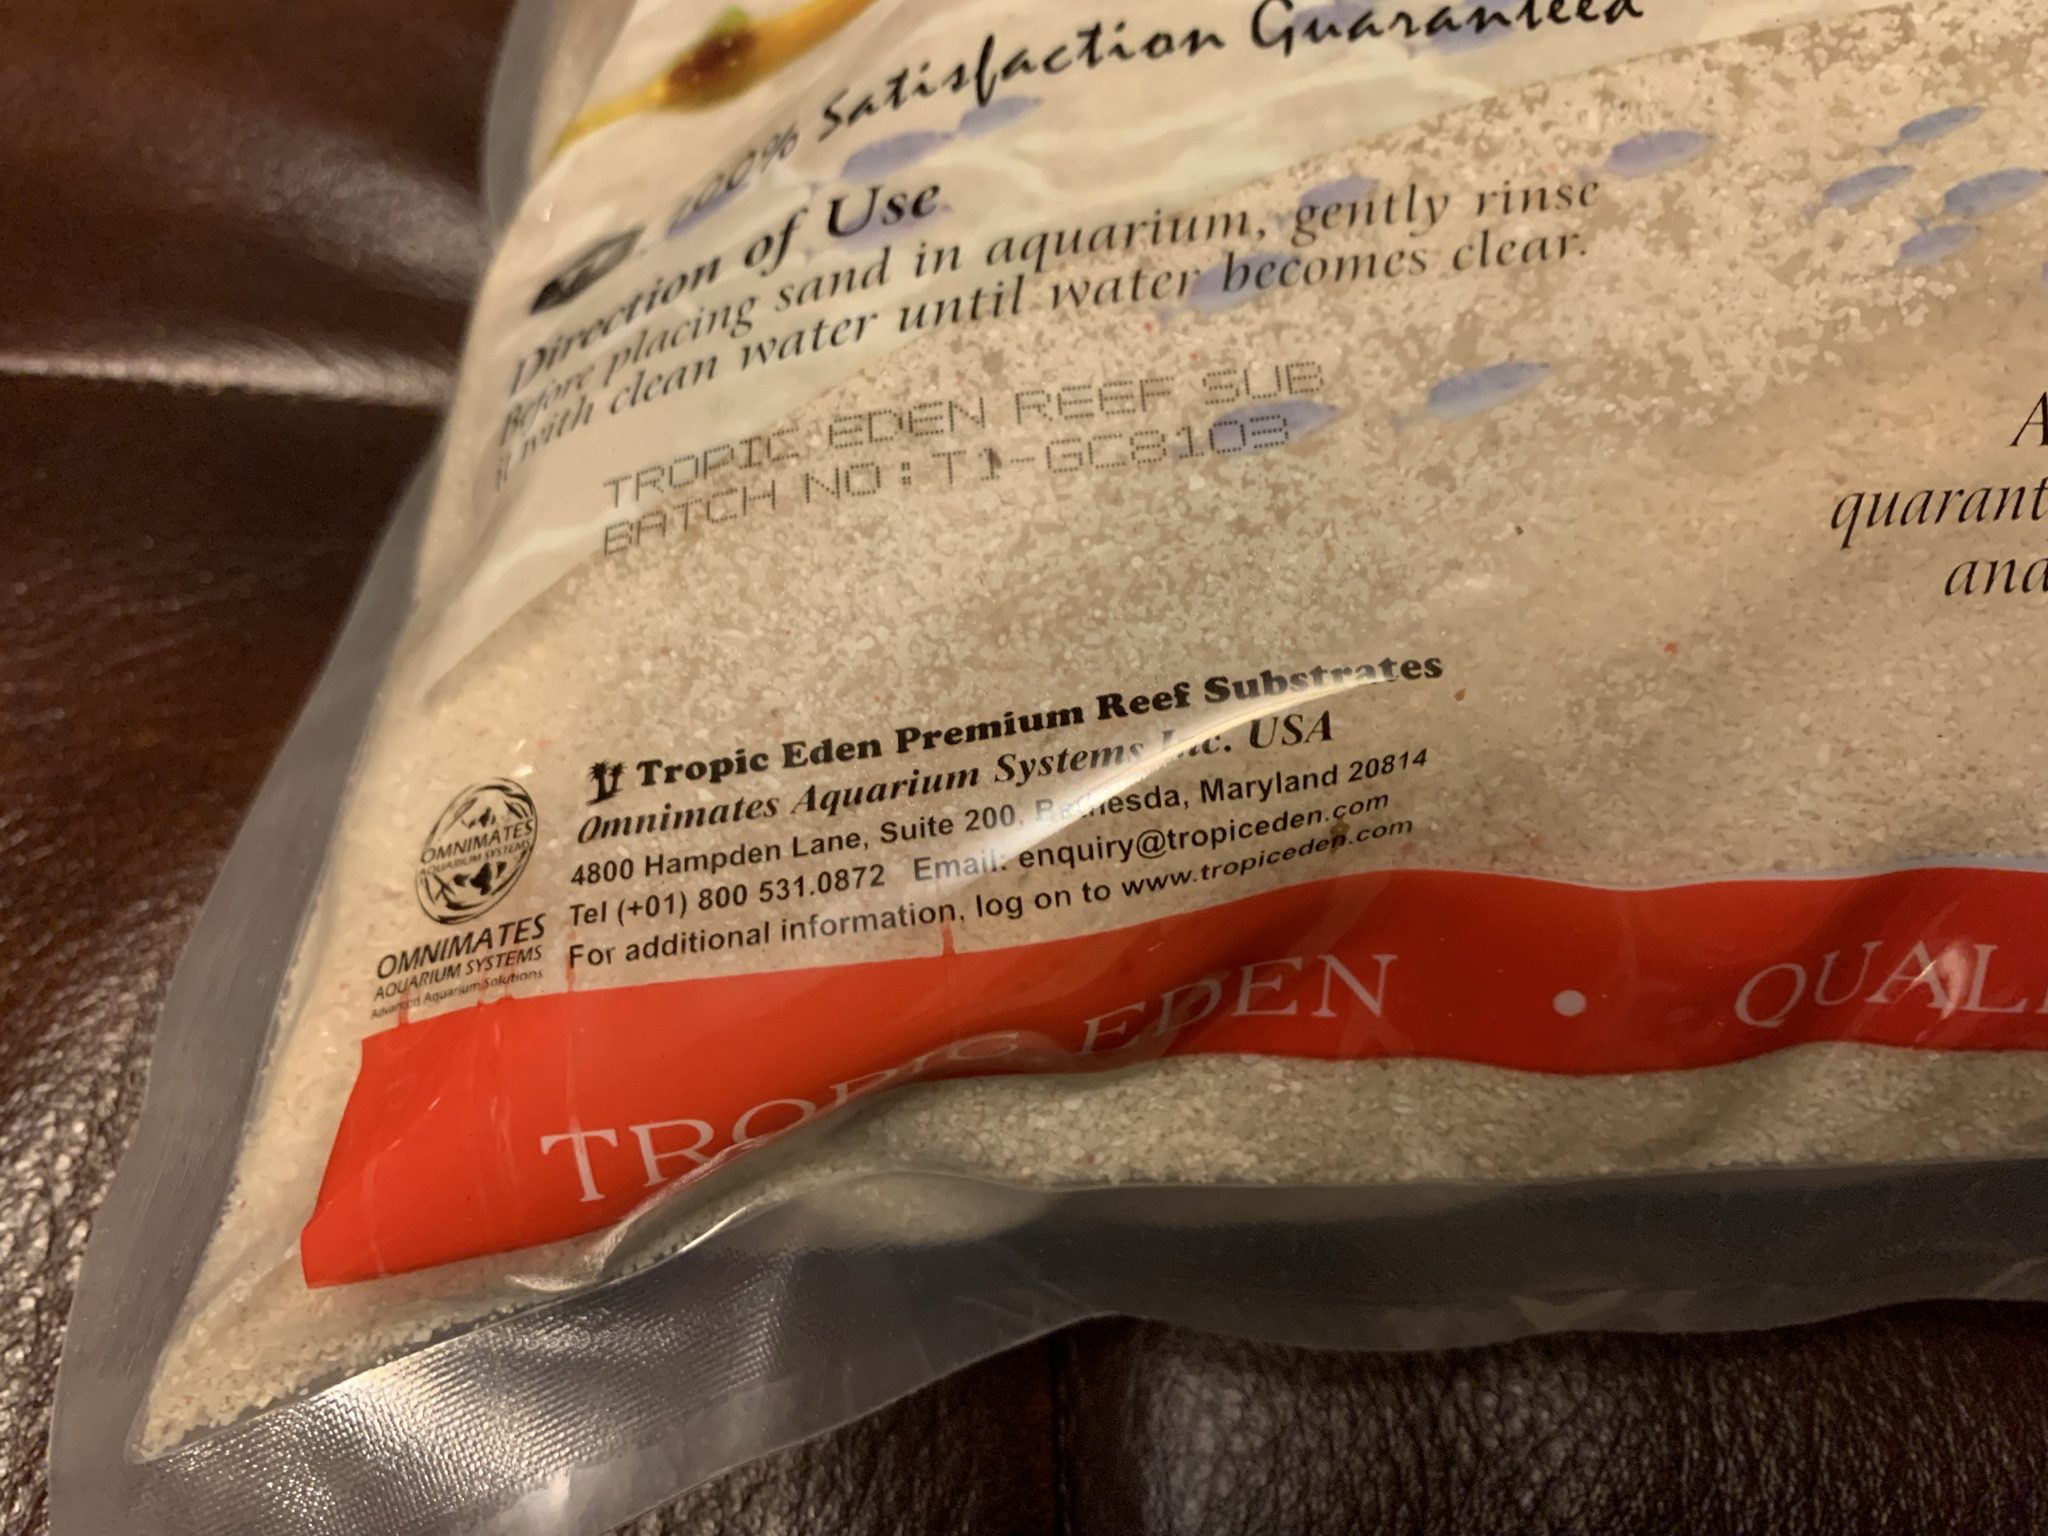 100% Satisfaction Guaranteed
Direction of Use
Before placing sand in aquarium, gently rinse
it with clean water until water becomes clear.
TROPIC EDEN REEF SUB
BATCH NO: T1-GC8103
A
quarant
and
Tropic Eden Premium Reef Substrates
Omnimates Aquarium Systems Inc. USA
4800 Hampden Lane, Suite 200, Bethesda, Maryland 20814
Tel (+01) 800 531.0872 Email: enquiry@tropiceden.com
For additional information, log on to www.tropiceden.com
OMNIMATES
AQUARIUM SYSTEMS
OMNIMATES
AQUARIUM SYSTEMS
Advanced Aquarium Solutions
TROPIC EDEN • QUALI